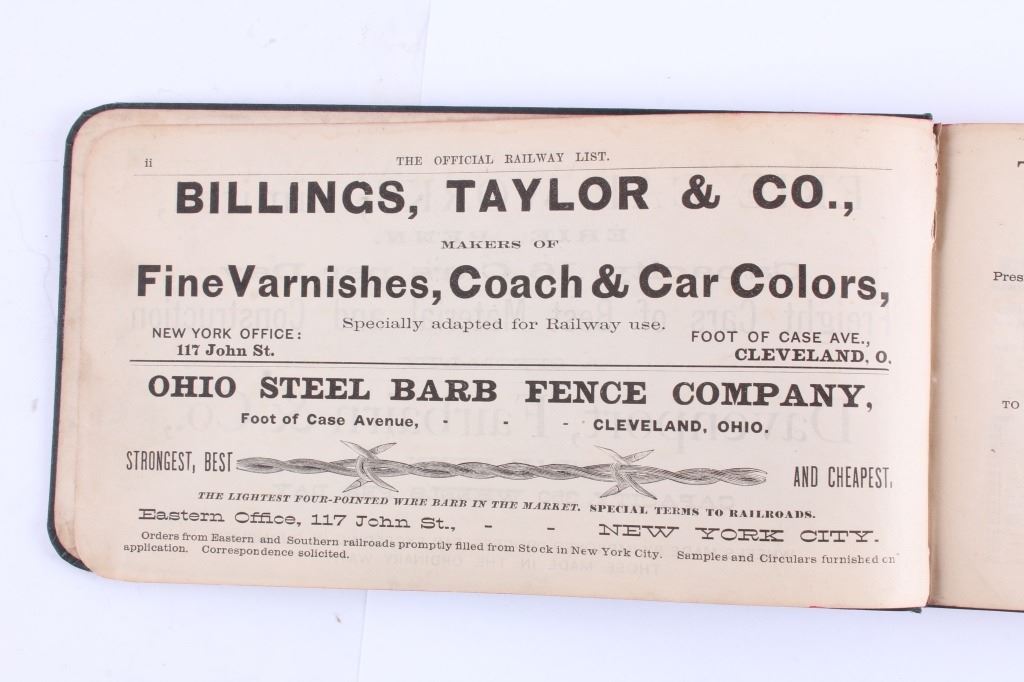 ii
THE OFFICIAL RAILWAY LIST.
BILLINGS, TAYLOR & CO.,
MAKERS OF
Fine Varnishes, Coach & Car Colors,
Specially adapted for Railway use.
NEW YORK OFFICE:
117 John St.
FOOT OF CASE AVE.,
CLEVELAND, O.
OHIO STEEL BARB FENCE COMPANY,
Foot of Case Avenue, - - - CLEVELAND, OHIO.
STRONGEST, BEST AND CHEAPEST.
THE LIGHTEST FOUR-POINTED WIRE BARB IN THE MARKET. SPECIAL TERMS TO RAILROADS.
Eastern Office, 117 John St., - - NEW YORK CITY.
Orders from Eastern and Southern railroads promptly filled from Stock in New York City. Samples and Circulars furnished on
application. Correspondence solicited.
T
Pres
TO